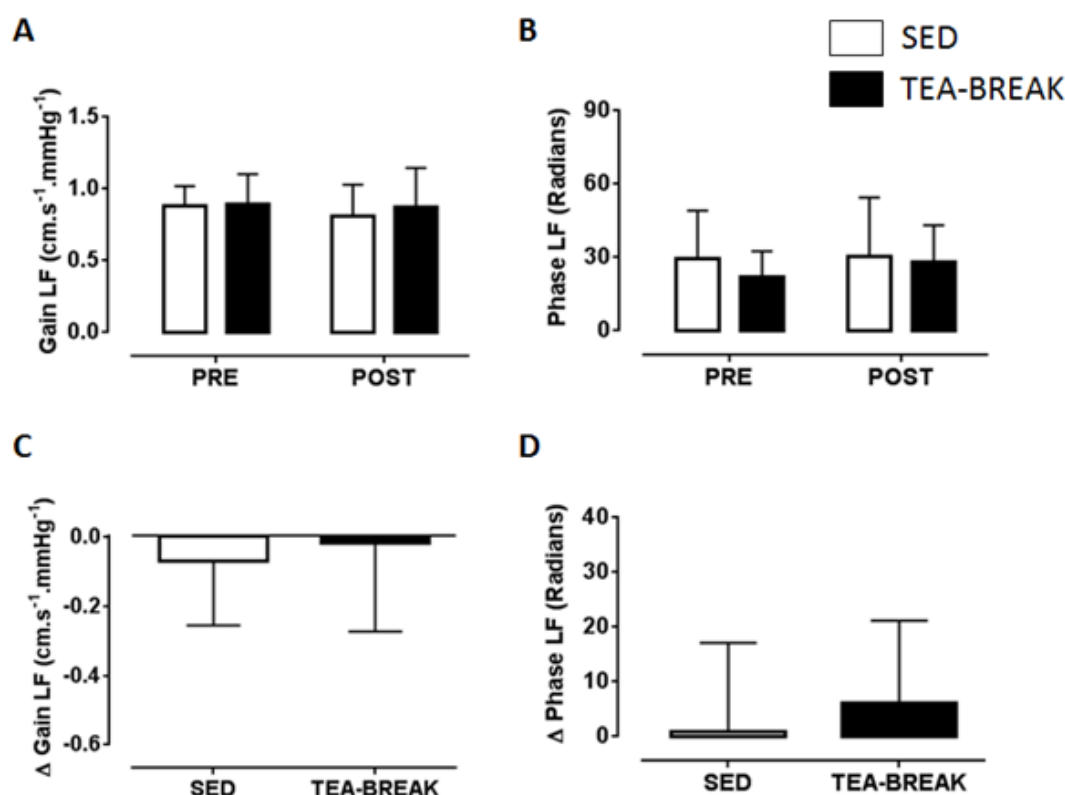 A
Gain LF (cm.s⁻¹.mmHg⁻¹)
1.5
1.0
0.5
0.0
PRE
POST
B
SED
TEA-BREAK
Phase LF (Radians)
90
60
30
0
PRE
POST
C
Δ Gain LF (cm.s⁻¹.mmHg⁻¹)
0.0
-0.2
-0.4
-0.6
SED
TEA-BREAK
D
Δ Phase LF (Radians)
40
30
20
10
0
SED
TEA-BREAK